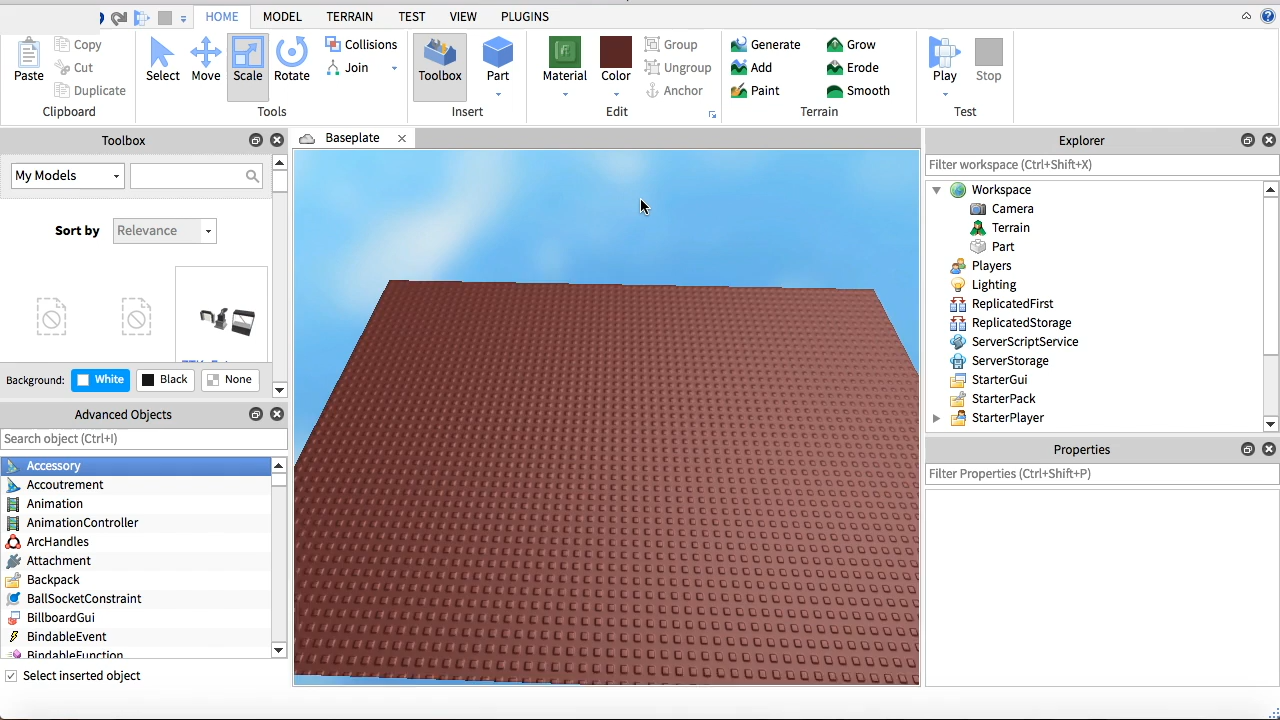 HOME MODEL TERRAIN TEST VIEW PLUGINS
Paste
Copy
Cut
Duplicate
Clipboard
Select
Move
Scale
Rotate
Collisions
Join
Tools
Toolbox
Part
Insert
Material
Color
Group
Ungroup
Anchor
Edit
Generate
Add
Paint
Grow
Erode
Smooth
Terrain
Play
Stop
Test
Toolbox
My Models
Sort by Relevance
Background: White Black None
Advanced Objects
Search object (Ctrl+I)
Accessory
Accoutrement
Animation
AnimationController
ArcHandles
Attachment
Backpack
BallSocketConstraint
BillboardGui
BindableEvent
BindableFunction
Select inserted object
Baseplate
Explorer
Filter workspace (Ctrl+Shift+X)
Workspace
Camera
Terrain
Part
Players
Lighting
ReplicatedFirst
ReplicatedStorage
ServerScriptService
ServerStorage
StarterGui
StarterPack
StarterPlayer
Properties
Filter Properties (Ctrl+Shift+P)